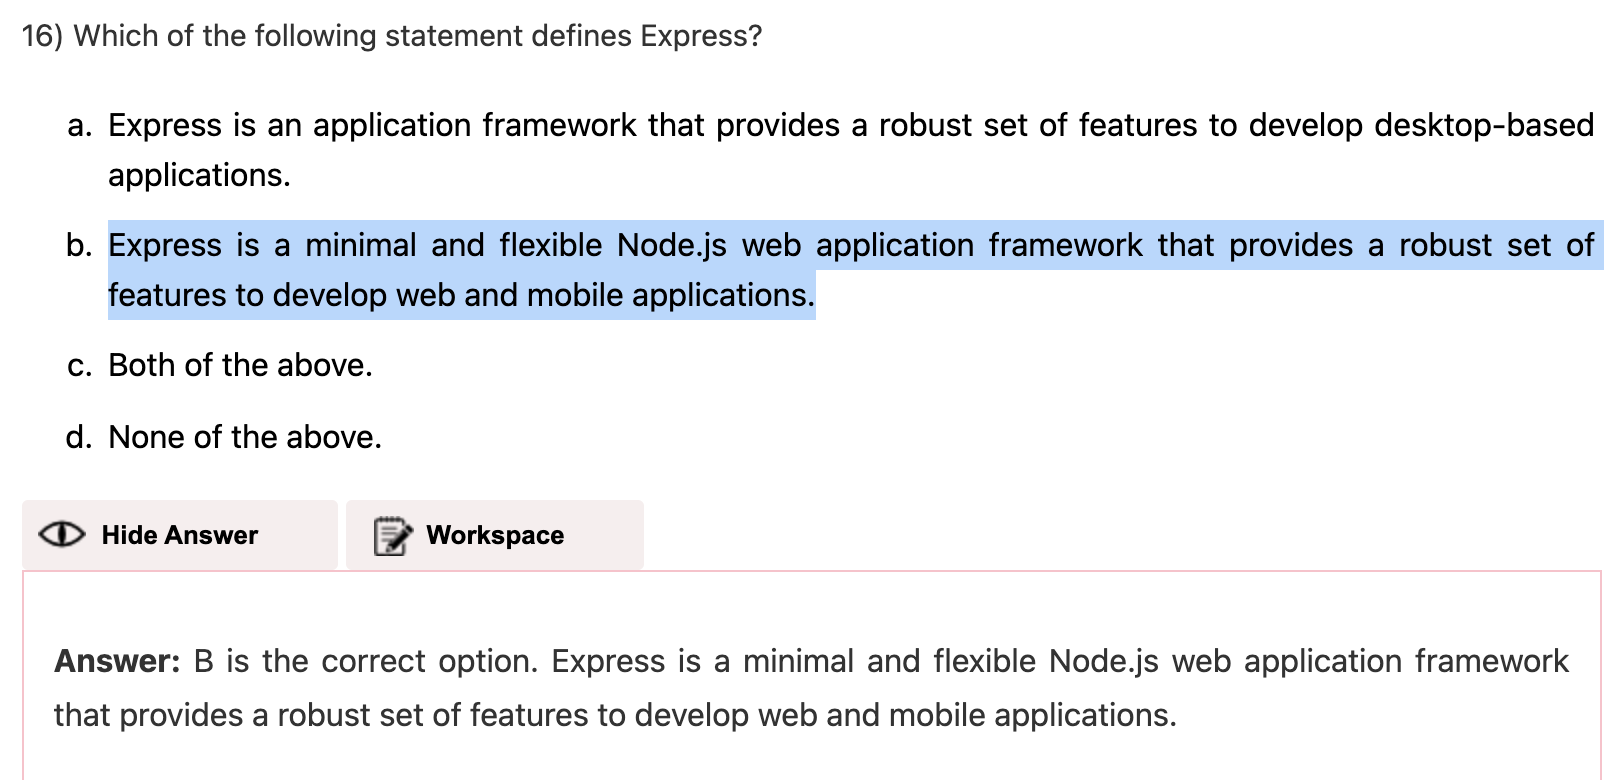 16) Which of the following statement defines Express?
a. Express is an application framework that provides a robust set of features to develop desktop-based
applications.
b. Express is a minimal and flexible Node.js web application framework that provides a robust set of
features to develop web and mobile applications.
c. Both of the above.
d. None of the above.
Hide Answer
Workspace
Answer: B is the correct option. Express is a minimal and flexible Node.js web application framework
that provides a robust set of features to develop web and mobile applications.